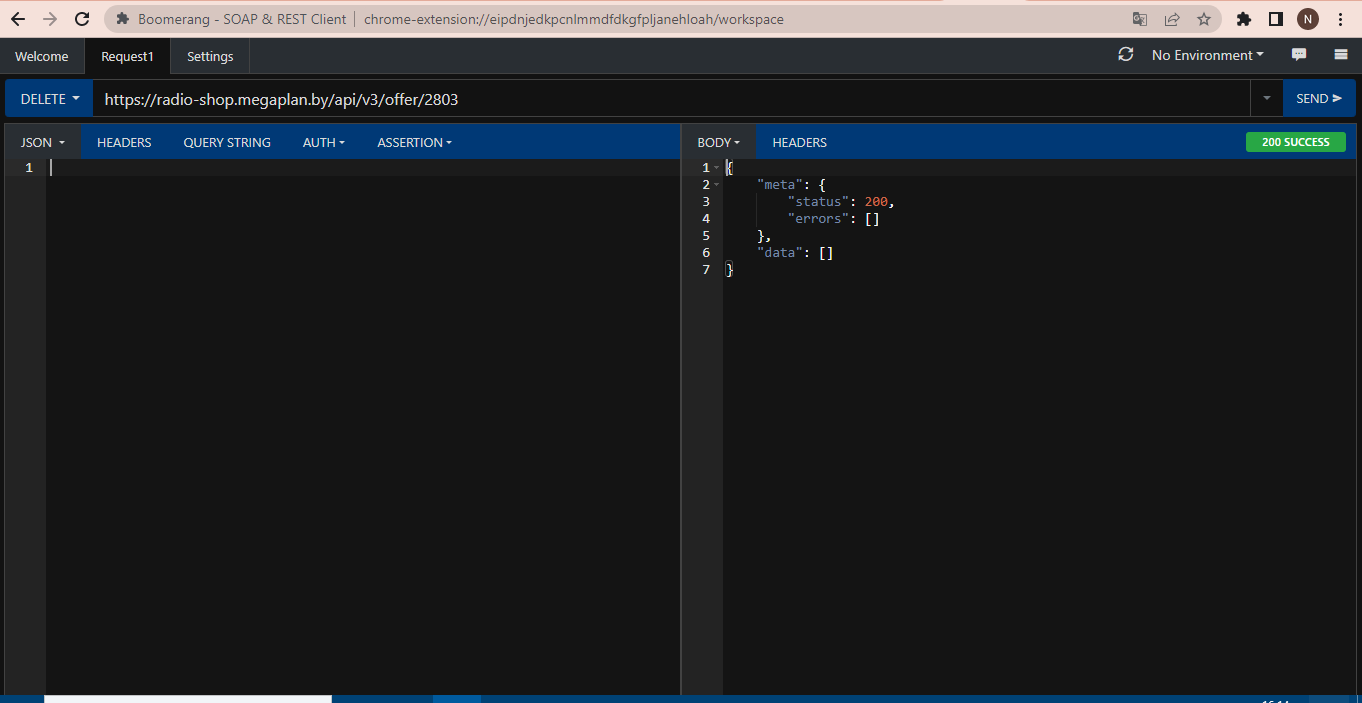 Boomerang - SOAP & REST Client | chrome-extension://eipdnjedkpcnlmmdfdkgfpljanehloah/workspace
N
Welcome Request1 Settings No Environment
DELETE https://radio-shop.megaplan.by/api/v3/offer/2803 SEND
JSON HEADERS QUERY STRING AUTH ASSERTION
1
BODY HEADERS 200 SUCCESS
1 {
2 "meta": {
3 "status": 200,
4 "errors": []
5 },
6 "data": []
7 }